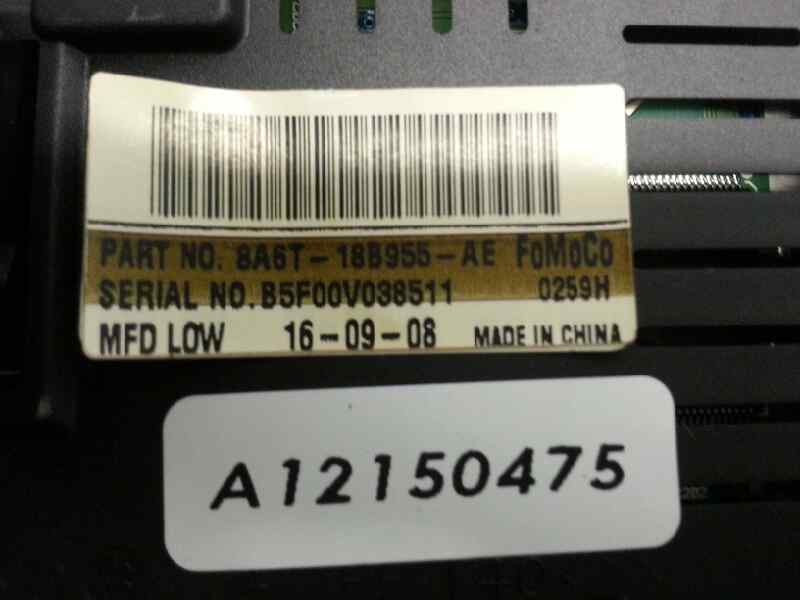 PART NO. 8A6T-18B955-AE FoMoCo
SERIAL NO. B5F00V038511 0259H
MFD LOW 16-09-08 MADE IN CHINA
A12150475